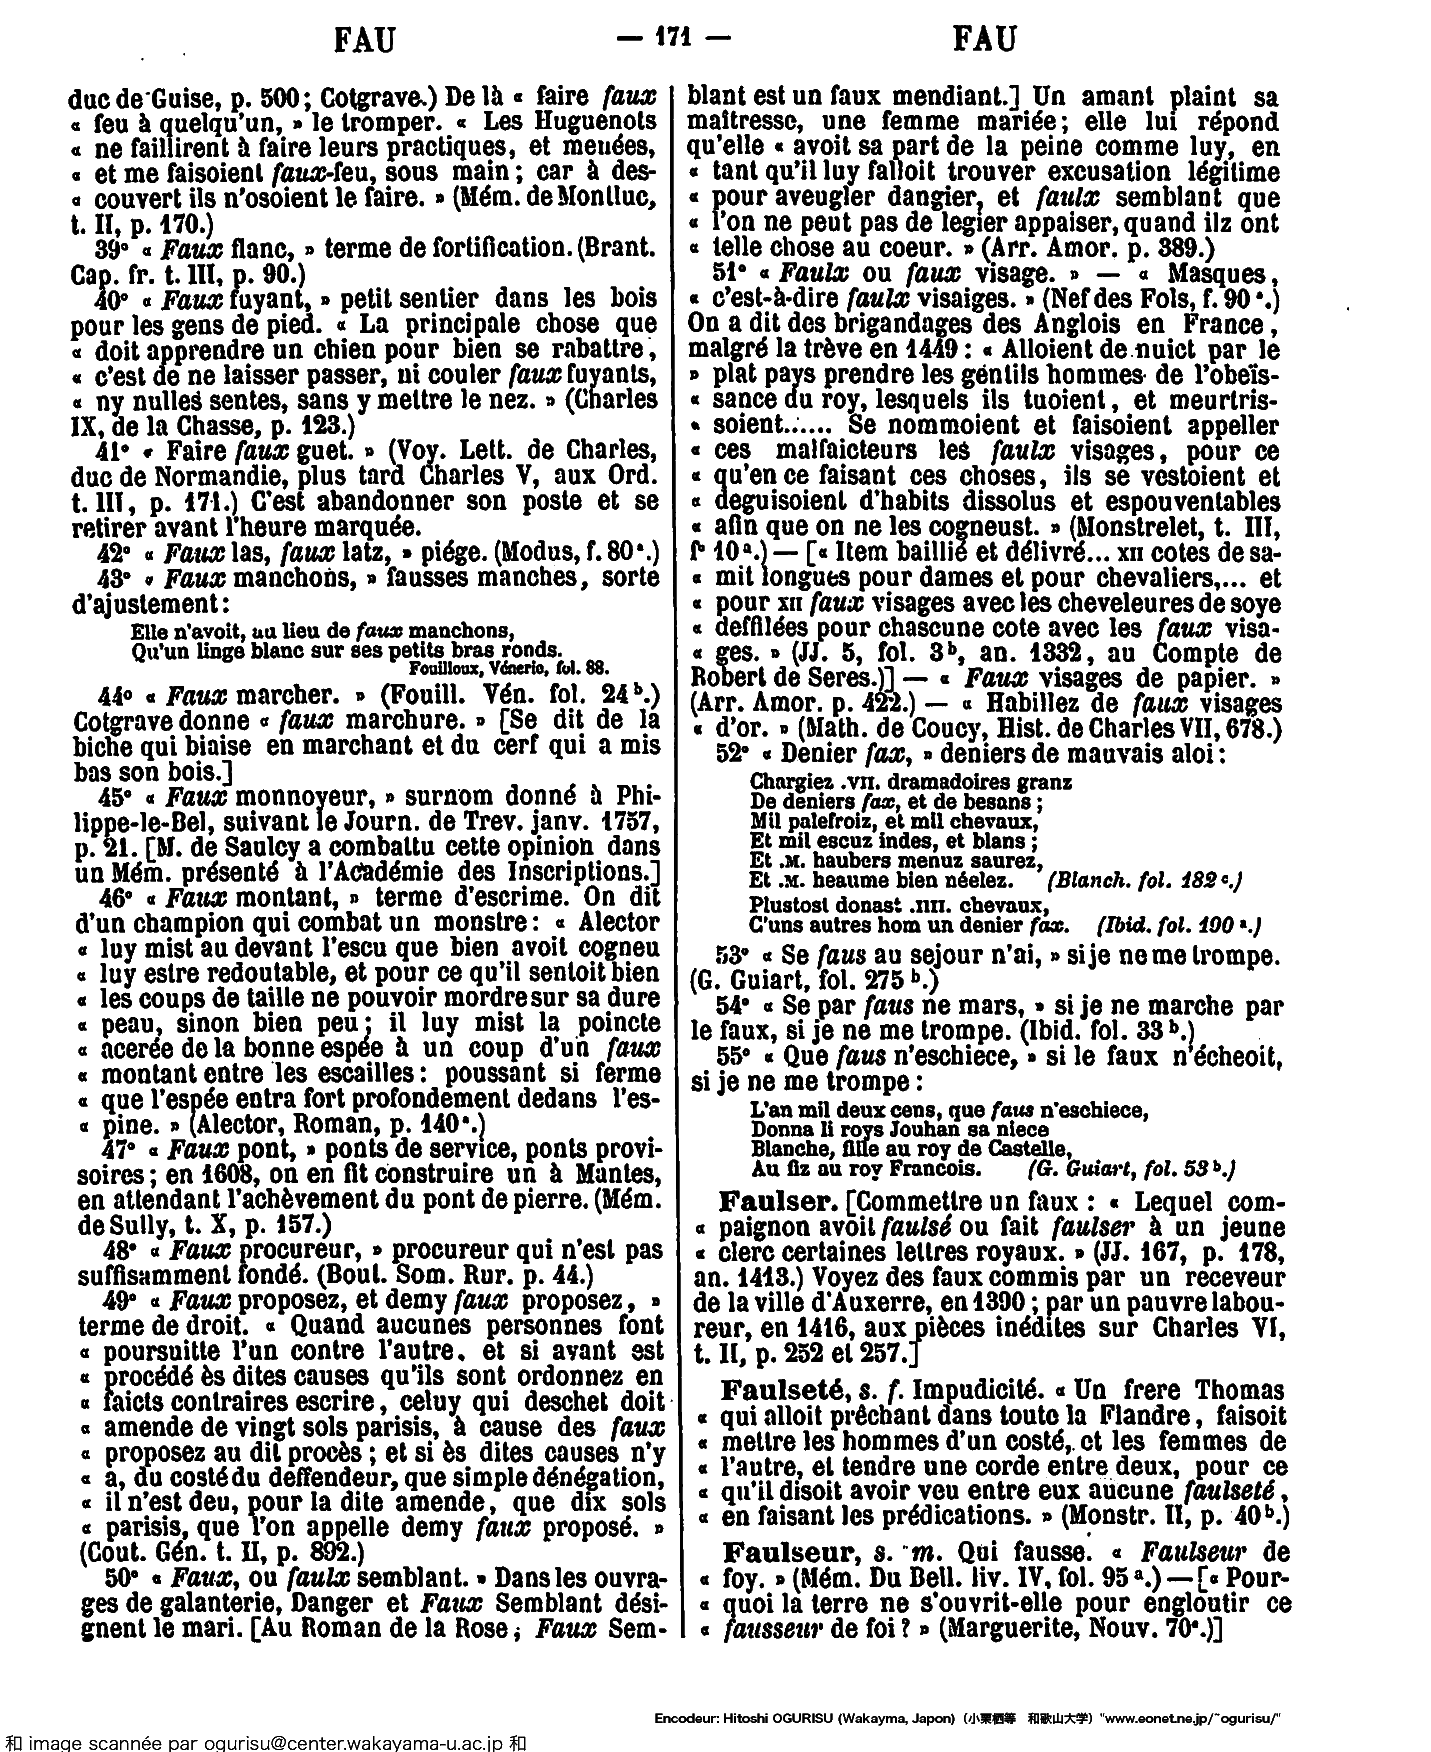 FAU — 171 — FAU
duc de Guise, p. 500; Cotgrave.) De là « faire faux
« feu à quelqu'un, » le tromper. « Les Huguenots
« ne faillirent à faire leurs practiques, et menées,
« et me faisoient faux-feu, sous main; car à des-
« couvert ils n'osoient le faire. » (Mém. de Montluc,
t. II, p. 170.)
39° « Faux flanc, » terme de fortification. (Brant.
Cap. fr. t. III, p. 90.)
40° « Faux fuyant, » petit sentier dans les bois
pour les gens de pied. « La principale chose que
« doit apprendre un chien pour bien se rabattre,
« c'est de ne laisser passer, ni couler faux fuyants,
« ny nulles sentes, sans y mettre le nez. » (Charles
IX, de la Chasse, p. 123.)
41° « Faire faux guet. » (Voy. Lett. de Charles,
duc de Normandie, plus tard Charles V, aux Ord.
t. III, p. 171.) C'est abandonner son poste et se
retirer avant l'heure marquée.
42° « Faux las, faux latz, » piége. (Modus, f. 80ª.)
43° « Faux manchons, » fausses manches, sorte
d'ajustement:
Elle n'avoit, au lieu de faux manchons,
Qu'un linge blanc sur ses petits bras ronds.
Fouilloux, Vénerie, fol. 88.
44° « Faux marcher. » (Fouill. Vén. fol. 24 b.)
Cotgrave donne « faux marchure. » [Se dit de la
biche qui biaise en marchant et du cerf qui a mis
bas son bois.]
45° « Faux monnoyeur, » surnom donné à Phi-
lippe-le-Bel, suivant le Journ. de Trev. janv. 1757,
p. 21. [M. de Saulcy a combattu cette opinion dans
un Mém. présenté à l'Académie des Inscriptions.]
46° « Faux montant, » terme d'escrime. On dit
d'un champion qui combat un monstre: « Alector
« luy mist au devant l'escu que bien avoit cogneu
« luy estre redoutable, et pour ce qu'il sentoit bien
« les coups de taille ne pouvoir mordre sur sa dure
« peau, sinon bien peu; il luy mist la poincte
« acerée de la bonne espée à un coup d'un faux
« montant entre les escailles: poussant si ferme
« que l'espée entra fort profondement dedans l'es-
« pine. » (Alector, Roman, p. 140ª.)
47° « Faux pont, » ponts de service, ponts provi-
soires; en 1608, on en fit construire un à Mantes,
en attendant l'achèvement du pont de pierre. (Mém.
de Sully, t. X, p. 157.)
48° « Faux procureur, » procureur qui n'est pas
suffisamment fondé. (Bout. Som. Rur. p. 44.)
49° « Faux proposez, et demy faux proposez, »
terme de droit. « Quand aucunes personnes font
« poursuitte l'un contre l'autre, et si avant est
« procédé ès dites causes qu'ils sont ordonnez en
« faicts contraires escrire, celuy qui deschet doit
« amende de vingt sols parisis, à cause des faux
« proposez au dit procès; et si ès dites causes n'y
« a, du costé du deffendeur, que simple dénégation,
« il n'est deu, pour la dite amende, que dix sols
« parisis, que l'on appelle demy faux proposé. »
(Cout. Gén. t. II, p. 892.)
50° « Faux, ou faulx semblant. » Dans les ouvra-
ges de galanterie, Danger et Faux Semblant dési-
gnent le mari. [Au Roman de la Rose, Faux Sem-
blant est un faux mendiant.] Un amant plaint sa
maîtresse, une femme mariée; elle lui répond
qu'elle « avoit sa part de la peine comme luy, en
« tant qu'il luy falloit trouver excusation légitime
« pour aveugler dangier, et faulx semblant que
« l'on ne peut pas de legier appaiser, quand ilz ont
« telle chose au coeur. » (Arr. Amor. p. 389.)
51° « Faulx ou faux visage. » — « Masques,
« c'est-à-dire faulx visaiges. » (Nef des Fols, f. 90 ª.)
On a dit des brigandages des Anglois en France,
malgré la trève en 1449: « Alloient de nuict par le
» plat pays prendre les gentils hommes de l'obeïs-
« sance du roy, lesquels ils tuoient, et meurtris-
« soient...... Se nommoient et faisoient appeller
« ces malfaicteurs les faulx visages, pour ce
« qu'en ce faisant ces choses, ils se vestoient et
« deguisoient d'habits dissolus et espouventables
« afin que on ne les cogneust. » (Monstrelet, t. III,
fº 10ª.) — [« Item baillié et délivré... XII cotes de sa-
« mit longues pour dames et pour chevaliers,... et
« pour XII faux visages avec les cheveleures de soye
« deffilées pour chascune cote avec les faux visa-
« ges. » (JJ. 5, fol. 3 b, an. 1332, au Compte de
Robert de Seres.)] — « Faux visages de papier. »
(Arr. Amor. p. 422.) — « Habillez de faux visages
« d'or. » (Math. de Coucy, Hist. de Charles VII, 678.)
52° « Denier fax, » deniers de mauvais aloi:
Chargiez .VII. dramadoires granz
De deniers fax, et de besans;
Mil palefroiz, et mil chevaux,
Et mil escuz indes, et blans;
Et .M. haubers menuz saurez,
Et .M. heaume bien néelez. (Blanch. fol. 182 c.)
Plustost donast .IIII. chevaux,
C'uns autres hom un denier fax. (Ibid. fol. 190 ª.)
53° « Se faus au sejour n'ai, » si je ne me trompe.
(G. Guiart, fol. 275 b.)
54° « Se par faus ne mars, » si je ne marche par
le faux, si je ne me trompe. (Ibid. fol. 33 b.)
55° « Que faus n'eschiece, » si le faux n'écheoit,
si je ne me trompe:
L'an mil deux cens, que faus n'eschiece,
Donna li roys Jouhan sa niece
Blanche, fille au roy de Castelle,
Au fiz au roy Francois. (G. Guiart, fol. 53 b.)
Faulser. [Commettre un faux: « Lequel com-
« paignon avoit faulsé ou fait faulser à un jeune
« clerc certaines lettres royaux. » (JJ. 167, p. 178,
an. 1413.) Voyez des faux commis par un receveur
de la ville d'Auxerre, en 1390; par un pauvre labou-
reur, en 1416, aux pièces inédites sur Charles VI,
t. II, p. 252 et 257.]
Faulseté, s. f. Impudicité. « Un frere Thomas
« qui alloit prêchant dans toute la Flandre, faisoit
« mettre les hommes d'un costé, et les femmes de
« l'autre, et tendre une corde entre deux, pour ce
« qu'il disoit avoir veu entre eux aucune faulseté,
« en faisant les prédications. » (Monstr. II, p. 40 b.)
Faulseur, s. m. Qui fausse. « Faulseur de
« foy. » (Mém. Du Bell. liv. IV, fol. 95 ª.) — [« Pour-
« quoi la terre ne s'ouvrit-elle pour engloutir ce
« fausseur de foi? » (Marguerite, Nouv. 70ª.)]
Encodeur: Hitoshi OGURISU (Wakayma, Japon) (小栗栖等 和歌山大学) "www.eonet.ne.jp/~ogurisu/"
和 image scannée par ogurisu@center.wakayama-u.ac.jp 和